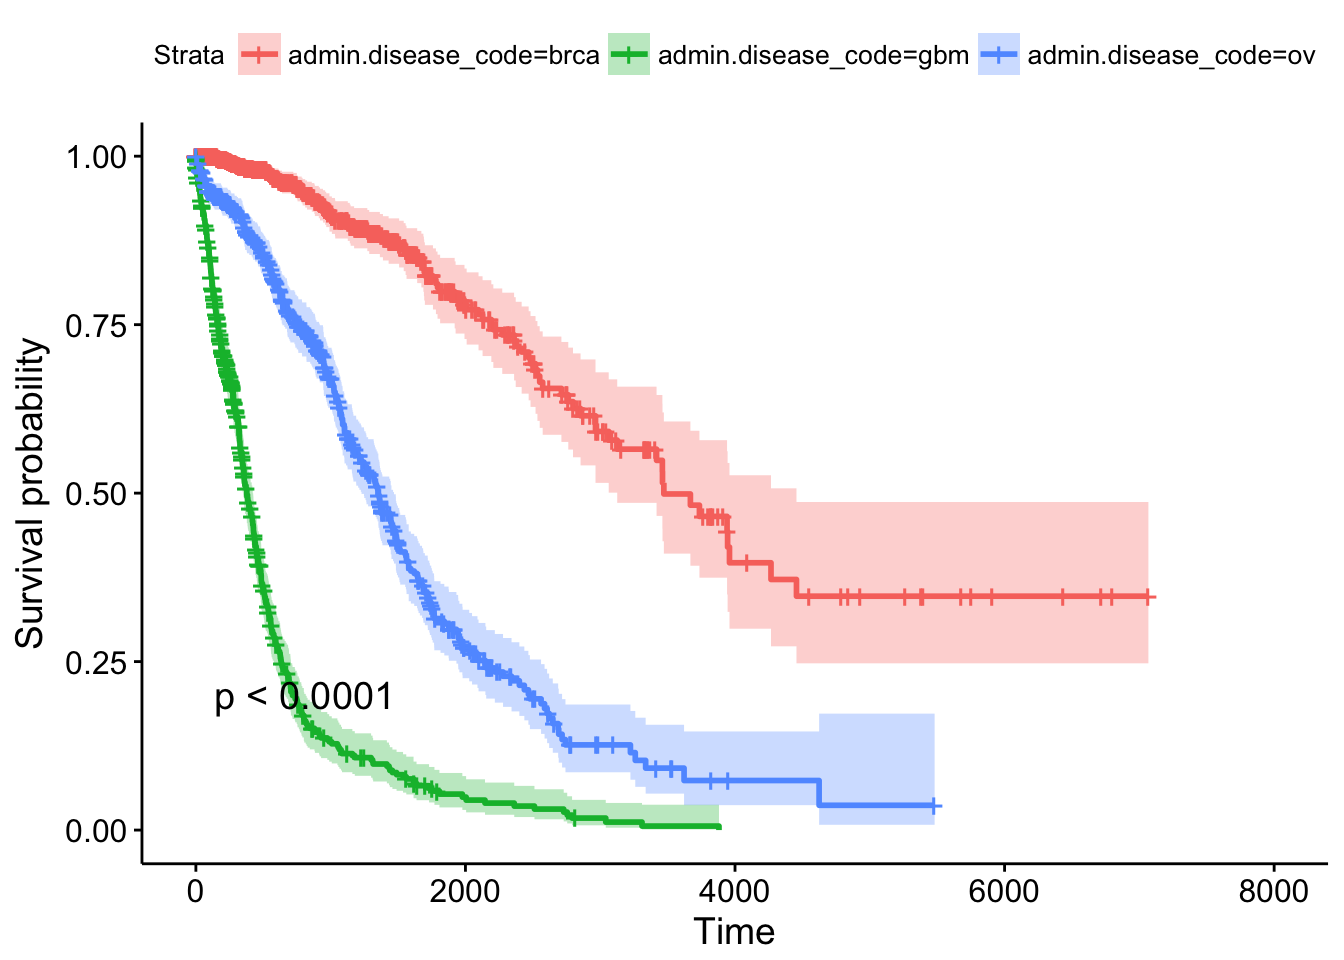 Strata admin.disease_code=brca admin.disease_code=gbm admin.disease_code=ov
1.00
0.75
0.50
0.25
0.00
Survival probability
p < 0.0001
0 2000 4000 6000 8000
Time